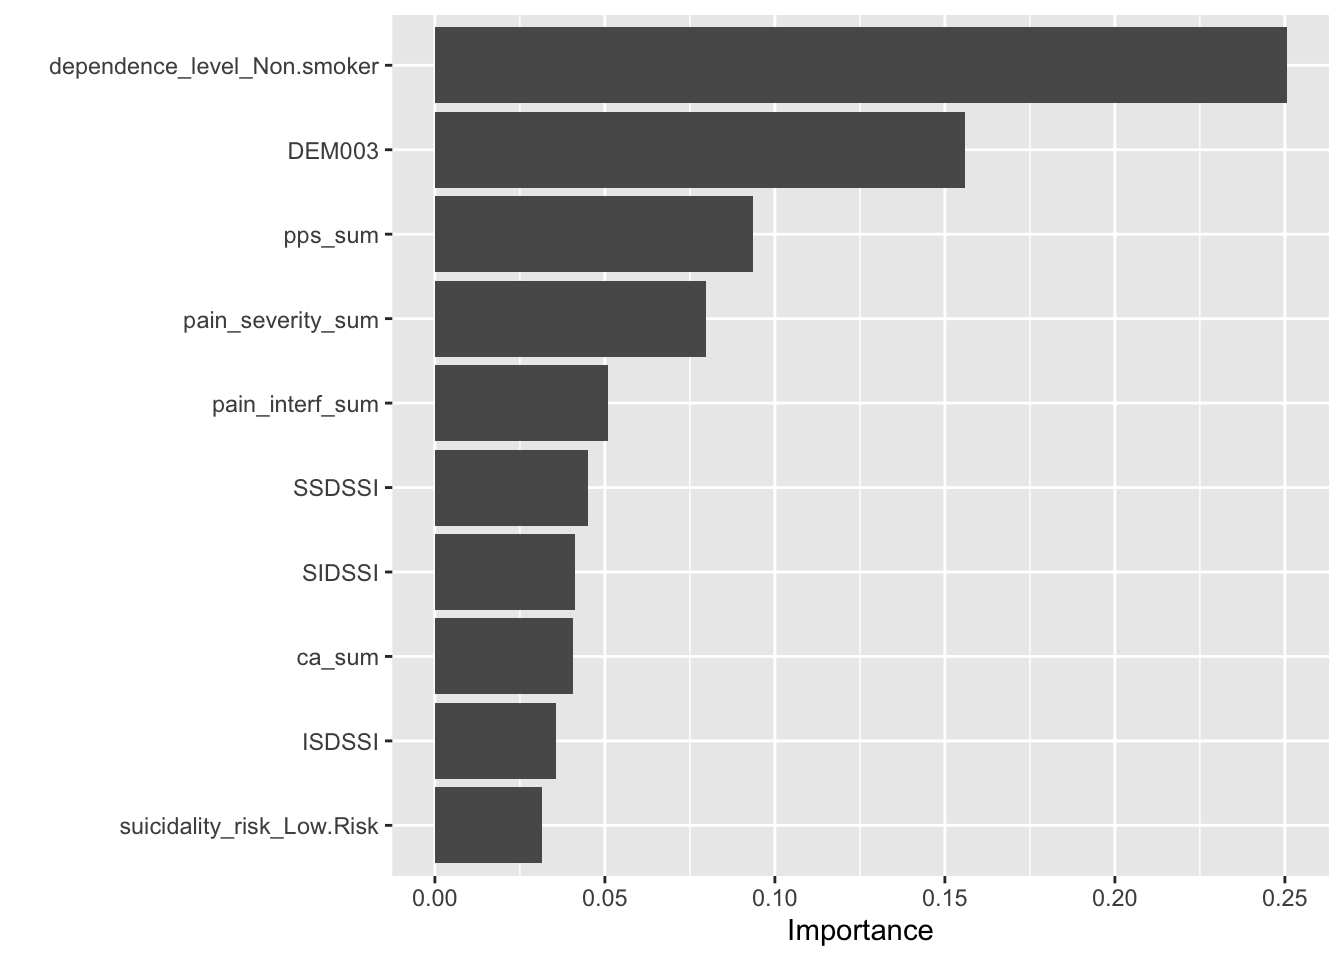 dependence_level_Non.smoker
DEM003
pps_sum
pain_severity_sum
pain_interf_sum
SSDSSI
SIDSSI
ca_sum
ISDSSI
suicidality_risk_Low.Risk
0.00 0.05 0.10 0.15 0.20 0.25
Importance